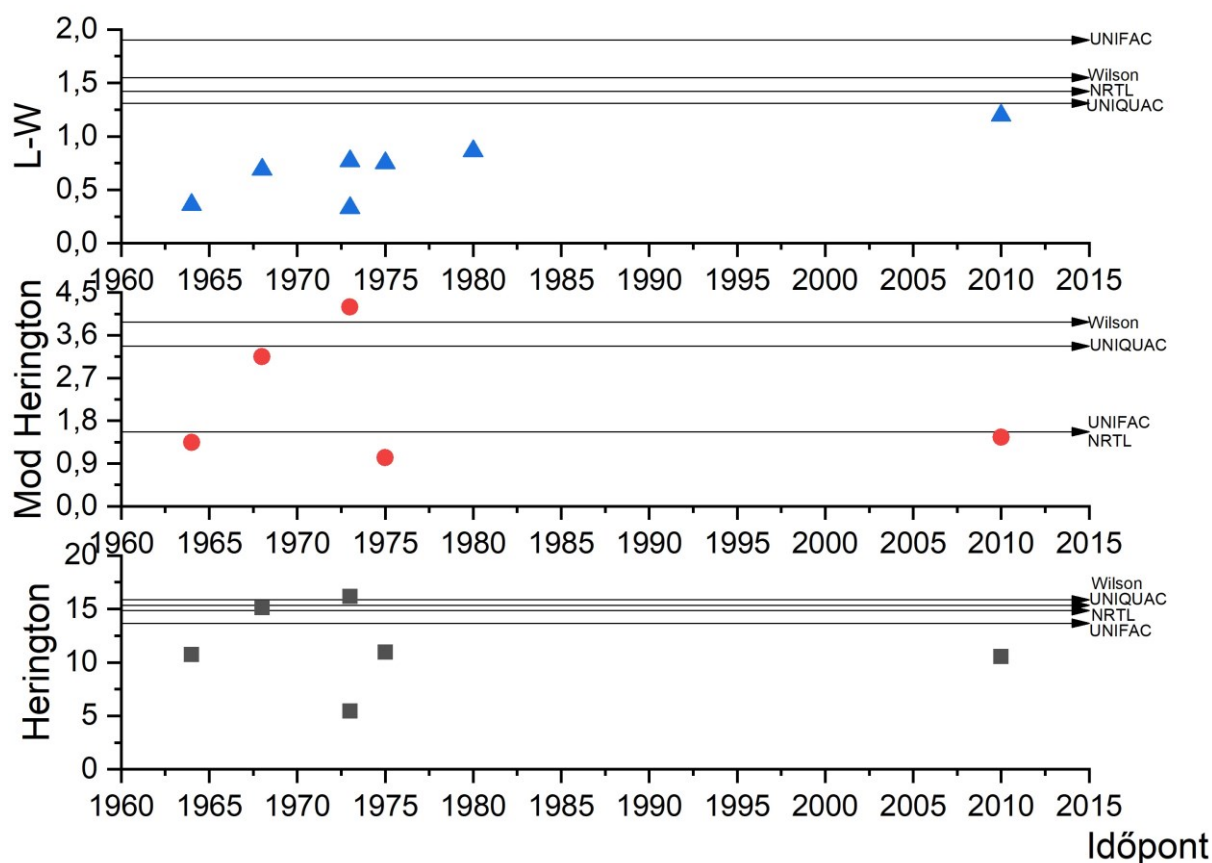 L-W
2,0
1,5
1,0
0,5
0,0
UNIFAC
Wilson
NRTL
UNIQUAC
1960 1965 1970 1975 1980 1985 1990 1995 2000 2005 2010 2015
Mod Herington
4,5
3,6
2,7
1,8
0,9
0,0
Wilson
UNIQUAC
UNIFAC
NRTL
1960 1965 1970 1975 1980 1985 1990 1995 2000 2005 2010 2015
Herington
20
15
10
5
0
Wilson
UNIQUAC
NRTL
UNIFAC
1960 1965 1970 1975 1980 1985 1990 1995 2000 2005 2010 2015
Időpont